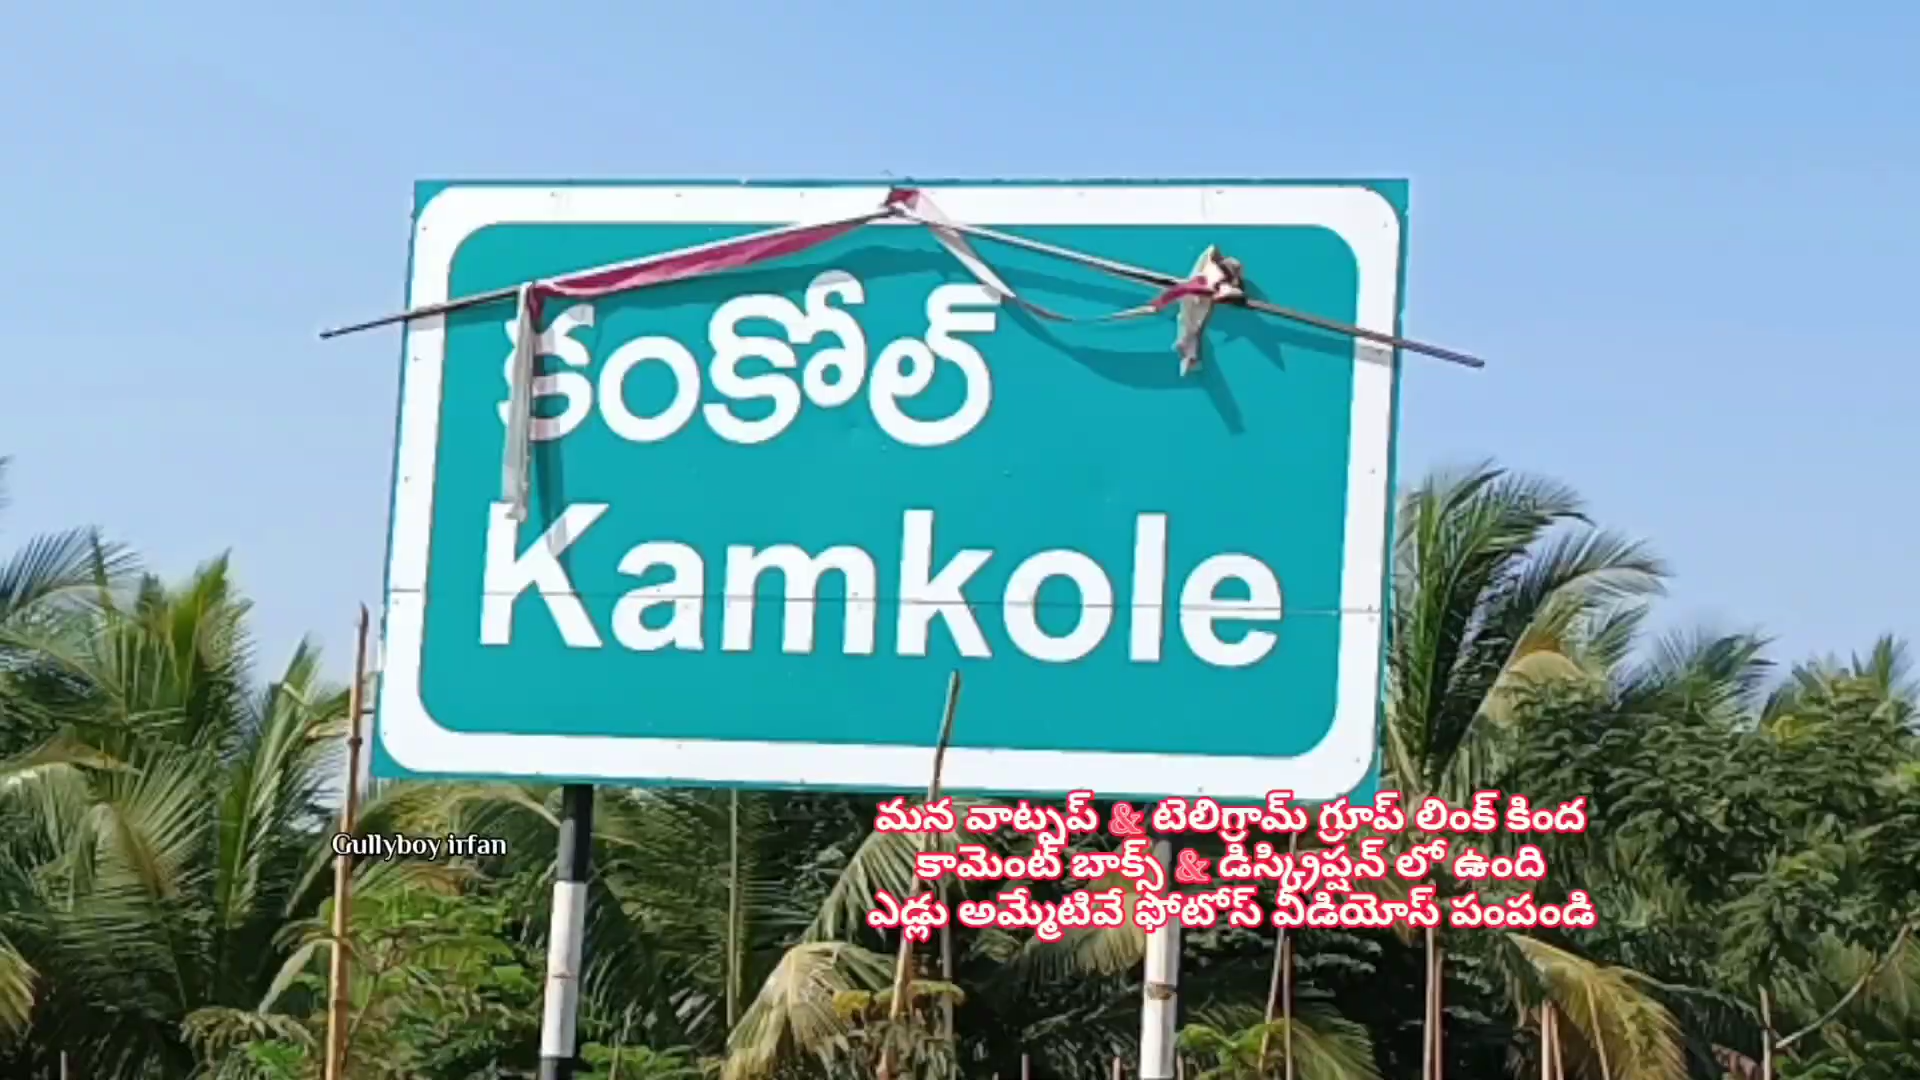 కంకోల్
Kamkole
మన వాట్సప్ & టెలిగ్రామ్ గ్రూప్ లింక్ కింద
Gullyboy irfan
కామెంట్ బాక్స్ & డిస్క్రిప్షన్ లో ఉంది
ఎడ్లు అమ్మేటివే ఫోటోస్ వీడియోస్ పంపండి